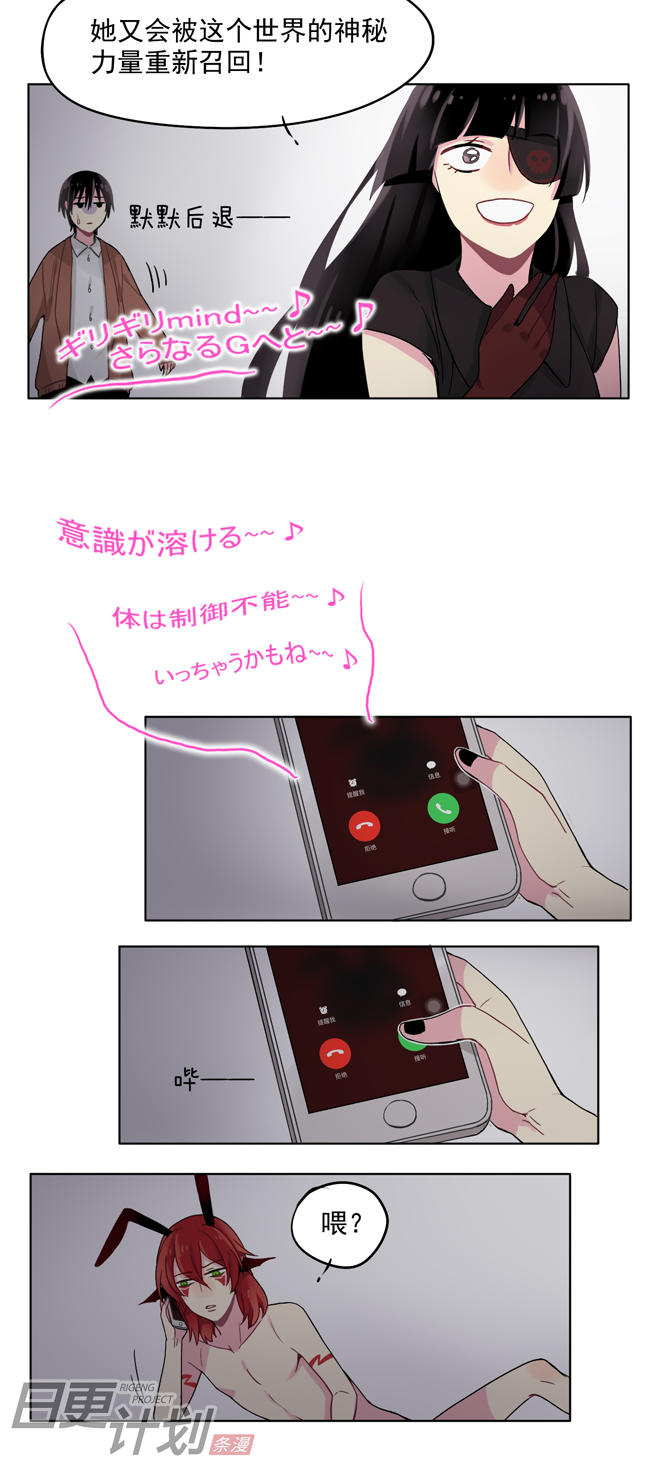 她又会被这个世界的神秘
力量重新召回！
默默后退——
ギリギリmind~~♪
さらなるGへと~~♪
意識が溶ける~~♪
体は制御不能~~♪
いっちゃうかもね~~♪
提醒我
信息
拒绝
接听
提醒我
信息
拒绝
接听
哔——
喂？
日更计划
RIGENG
PROJECT
条漫